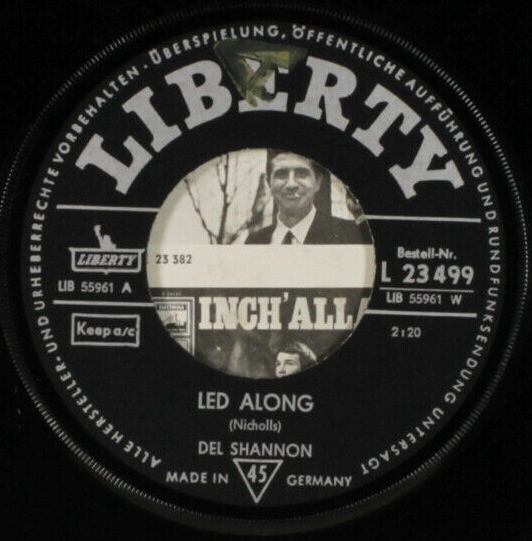 ALLE HERSTELLER- UND URHEBERRECHTE VORBEHALTEN · ÜBERSPIELUNG, ÖFFENTLICHE AUFFÜHRUNG UND RUNDFUNKSENDUNG UNTERSAGT
LIBERTY
LIBERTY
LIB 55961 A
Keep a/c
23 382
INCH'ALL
Bestell-Nr.
L 23 499
LIB 55961 W
2:20
LED ALONG
(Nicholls)
DEL SHANNON
MADE IN 45 GERMANY